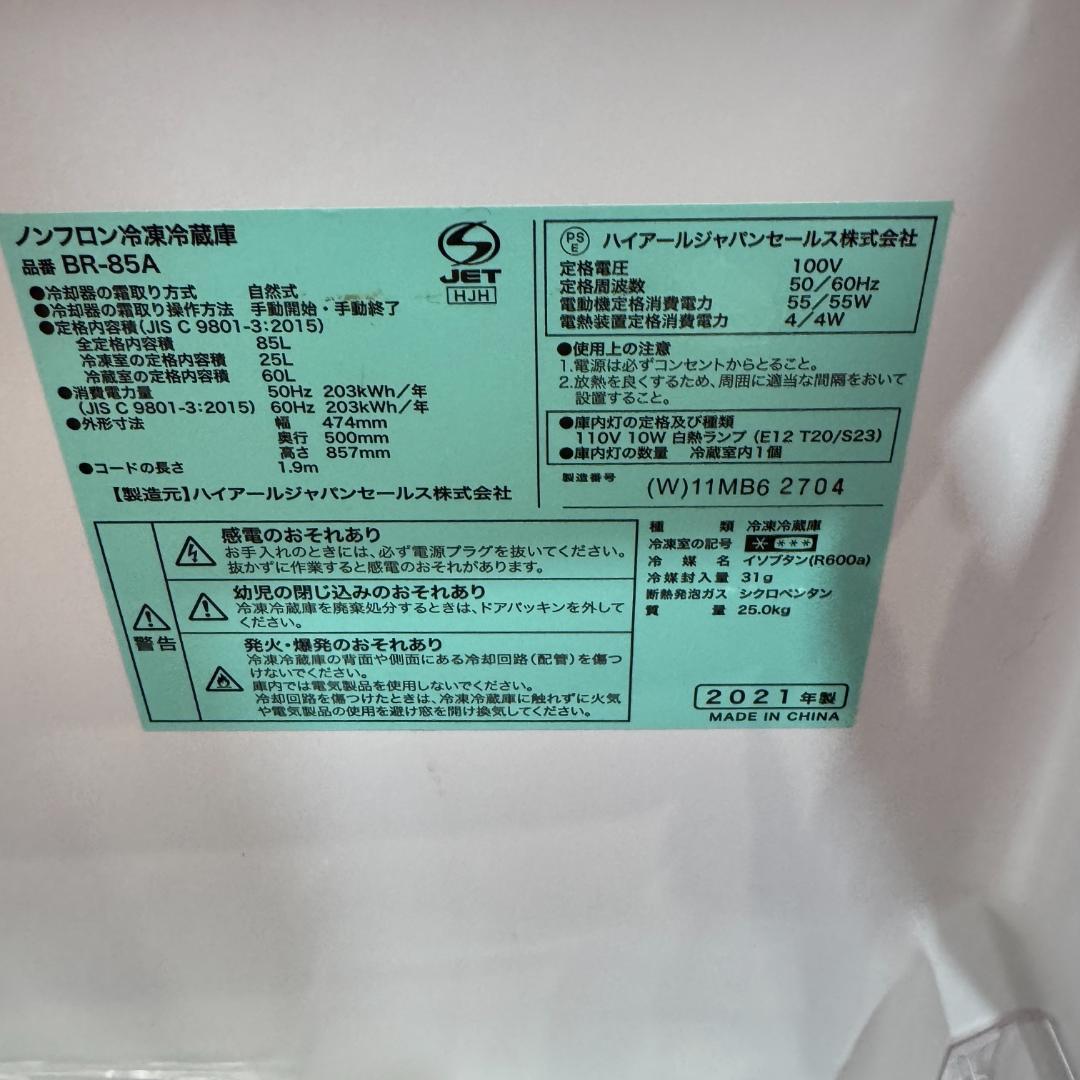 ノンフロン冷凍冷蔵庫
品番 BR-85A
JET
HJH
●冷却器の霜取り方式 自然式
●冷却器の霜取り操作方法 手動開始・手動終了
●定格内容積(JIS C 9801-3:2015)
全定格内容積 85L
冷凍室の定格内容積 25L
冷蔵室の定格内容積 60L
●消費電力量 50Hz 203kWh/年
(JIS C 9801-3:2015) 60Hz 203kWh/年
●外形寸法 幅 474mm
奥行 500mm
高さ 857mm
●コードの長さ 1.9m
【製造元】ハイアールジャパンセールス株式会社
PSE ハイアールジャパンセールス株式会社
定格電圧 100V
定格周波数 50/60Hz
電動機定格消費電力 55/55W
電熱装置定格消費電力 4/4W
●使用上の注意
1.電源は必ずコンセントからとること。
2.放熱を良くするため、周囲に適当な間隔をおいて
設置すること。
●庫内灯の定格及び種類
110V 10W 白熱ランプ (E12 T20/S23)
●庫内灯の数量 冷蔵室内1個
製造番号 (W)11MB6 2704
警告
感電のおそれあり
お手入れのときには、必ず電源プラグを抜いてください。
抜かずに作業すると感電のおそれがあります。
幼児の閉じ込みのおそれあり
冷凍冷蔵庫を廃棄処分するときは、ドアパッキンを外して
ください。
発火・爆発のおそれあり
冷凍冷蔵庫の背面や側面にある冷却回路(配管)を傷つ
けないでください。
庫内では電気製品を使用しないでください。
冷却回路を傷つけたときは、冷凍冷蔵庫に触れずに火気
や電気製品の使用を避け窓を開け換気してください。
種類 冷凍冷蔵庫
冷凍室の記号 * ***
冷媒名 イソブタン(R600a)
冷媒封入量 31g
断熱発泡ガス シクロペンタン
質量 25.0kg
2021年製
MADE IN CHINA